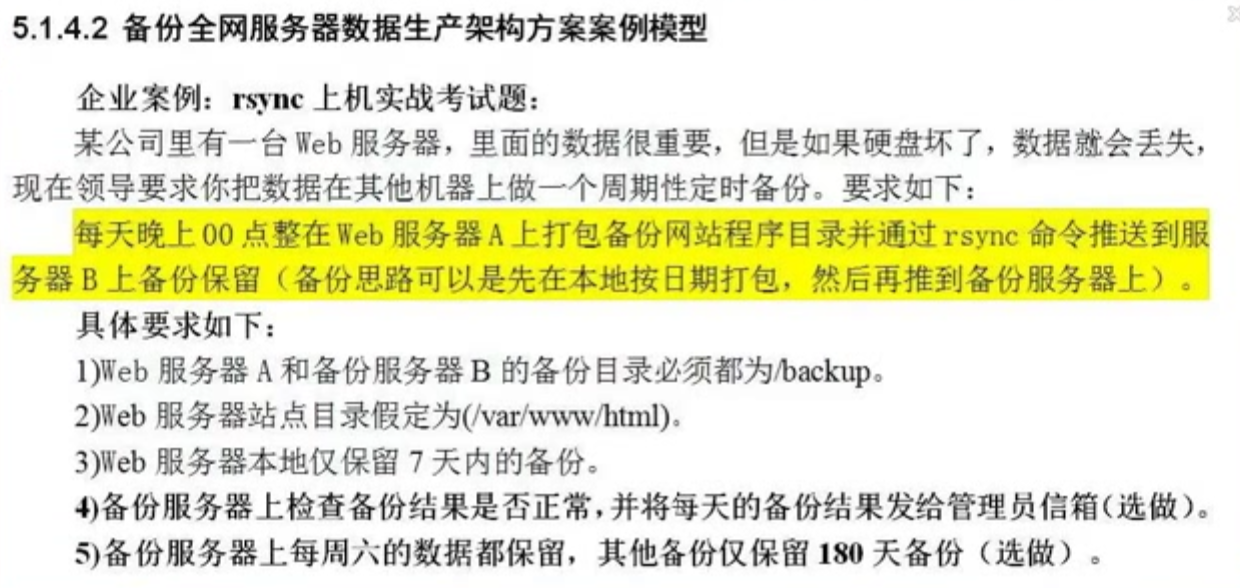 5.1.4.2 备份全网服务器数据生产架构方案案例模型
企业案例：rsync 上机实战考试题：
某公司里有一台 Web 服务器，里面的数据很重要，但是如果硬盘坏了，数据就会丢失，
现在领导要求你把数据在其他机器上做一个周期性定时备份。要求如下：
每天晚上 00 点整在 Web 服务器 A 上打包备份网站程序目录并通过 rsync 命令推送到服
务器 B 上备份保留（备份思路可以是先在本地按日期打包，然后再推到备份服务器上）。
具体要求如下：
1)Web 服务器 A 和备份服务器 B 的备份目录必须都为/backup。
2)Web 服务器站点目录假定为(/var/www/html)。
3)Web 服务器本地仅保留 7 天内的备份。
4)备份服务器上检查备份结果是否正常，并将每天的备份结果发给管理员信箱（选做）。
5)备份服务器上每周六的数据都保留，其他备份仅保留 180 天备份（选做）。